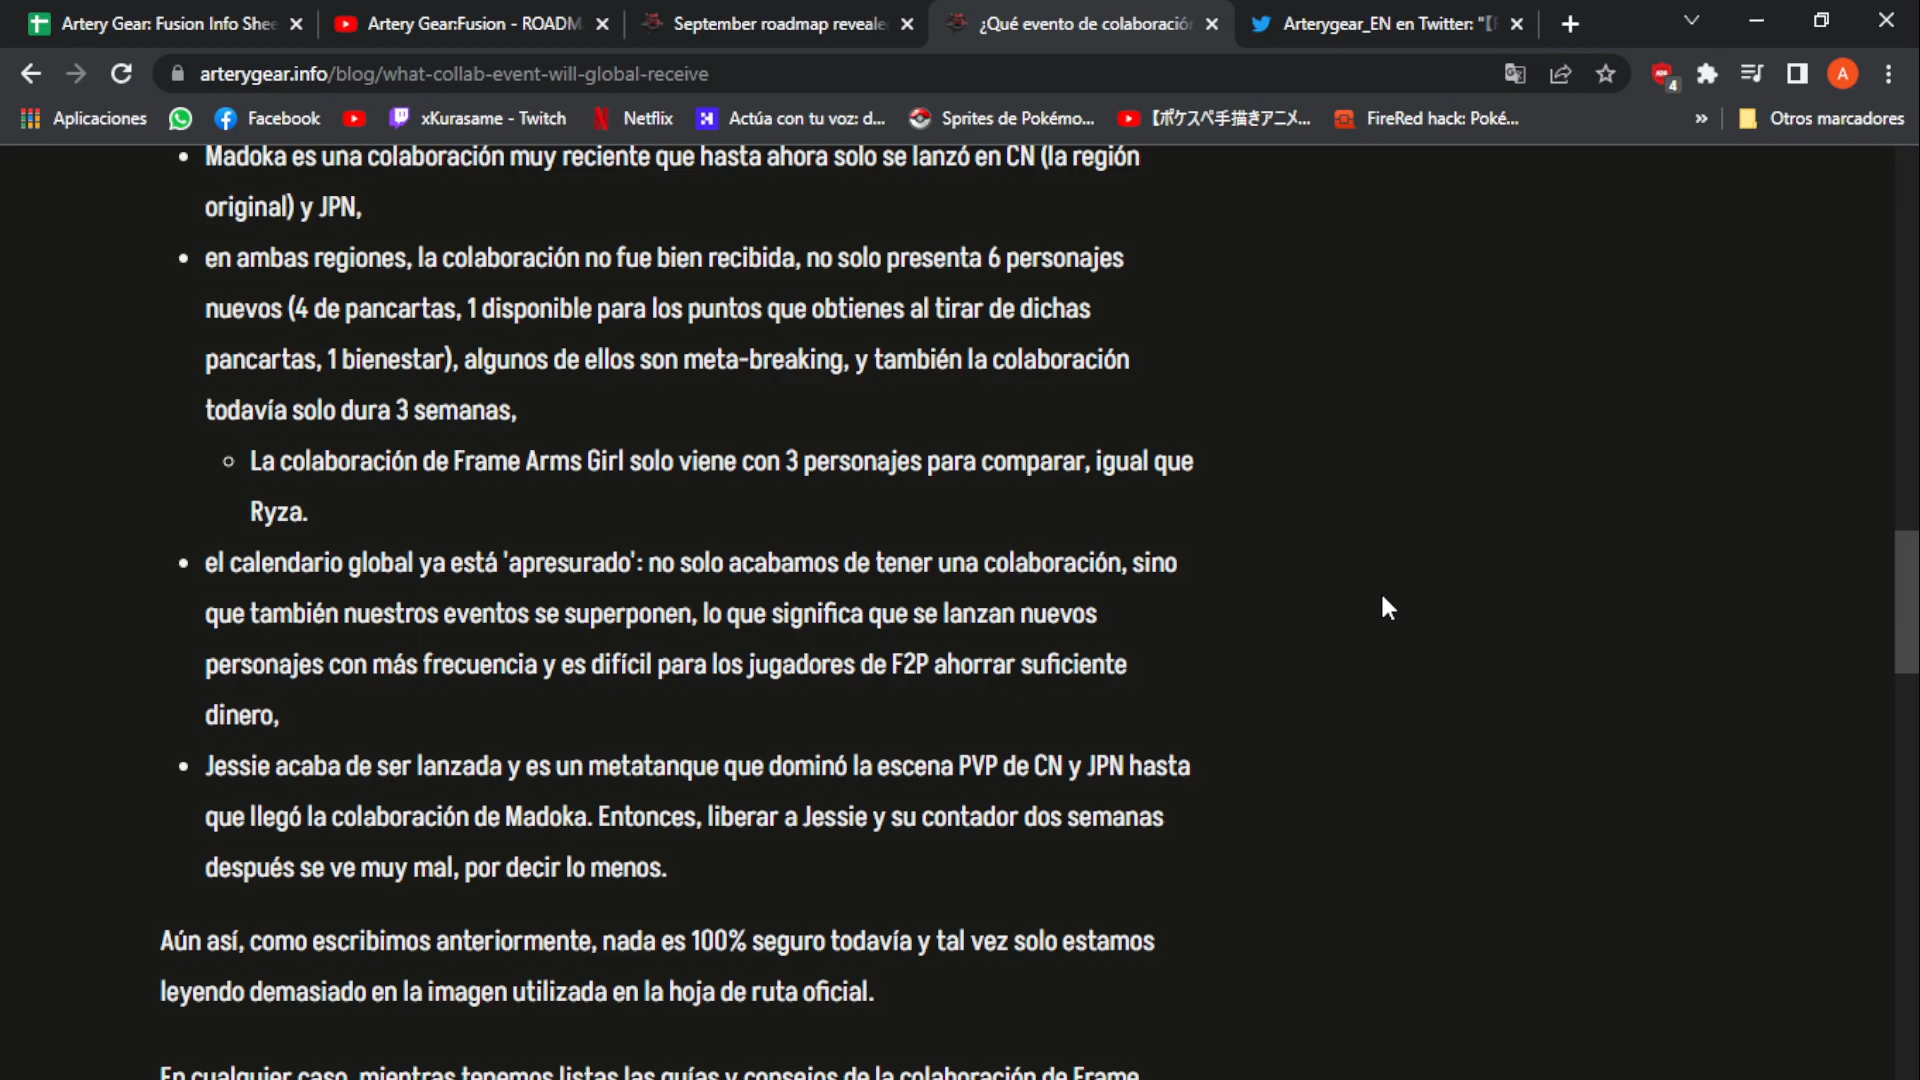 Artery Gear: Fusion Info Shee
Artery Gear:Fusion - ROADM
September roadmap reveale
¿Qué evento de colaboración
Arterygear_EN en Twitter: "【F
arterygear.info/blog/what-collab-event-will-global-receive
4
A
Aplicaciones
Facebook
xKurasame - Twitch
Netflix
Actúa con tu voz: d...
Sprites de Pokémo...
【ポケスペ手描きアニメ...
FireRed hack: Poké...
»
Otros marcadores
• Madoka es una colaboración muy reciente que hasta ahora solo se lanzó en CN (la región
original) y JPN,
• en ambas regiones, la colaboración no fue bien recibida, no solo presenta 6 personajes
nuevos (4 de pancartas, 1 disponible para los puntos que obtienes al tirar de dichas
pancartas, 1 bienestar), algunos de ellos son meta-breaking, y también la colaboración
todavía solo dura 3 semanas,
○ La colaboración de Frame Arms Girl solo viene con 3 personajes para comparar, igual que
Ryza.
• el calendario global ya está 'apresurado': no solo acabamos de tener una colaboración, sino
que también nuestros eventos se superponen, lo que significa que se lanzan nuevos
personajes con más frecuencia y es difícil para los jugadores de F2P ahorrar suficiente
dinero,
• Jessie acaba de ser lanzada y es un metatanque que dominó la escena PVP de CN y JPN hasta
que llegó la colaboración de Madoka. Entonces, liberar a Jessie y su contador dos semanas
después se ve muy mal, por decir lo menos.
Aún así, como escribimos anteriormente, nada es 100% seguro todavía y tal vez solo estamos
leyendo demasiado en la imagen utilizada en la hoja de ruta oficial.
En cualquier caso, mientras tenemos listas las guías y consejos de la colaboración de Frame